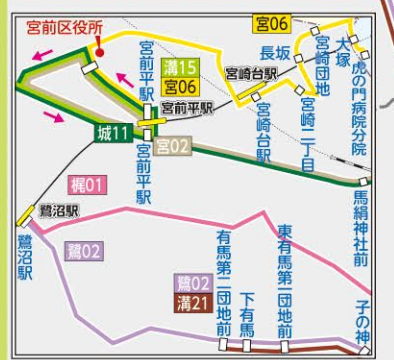 宮06
宮前区役所
宮前平駅
溝15
宮06
長坂
大塚
宮崎団地
虎の門病院分院
宮崎台駅
宮前平駅
宮崎台駅
宮崎二丁目
城11
宮02
宮前平駅
馬絹神社前
梶01
鷺沼駅
鷺沼駅
鷺02
溝21
有馬第二団地前
下有馬
東有馬第一団地前
子の神